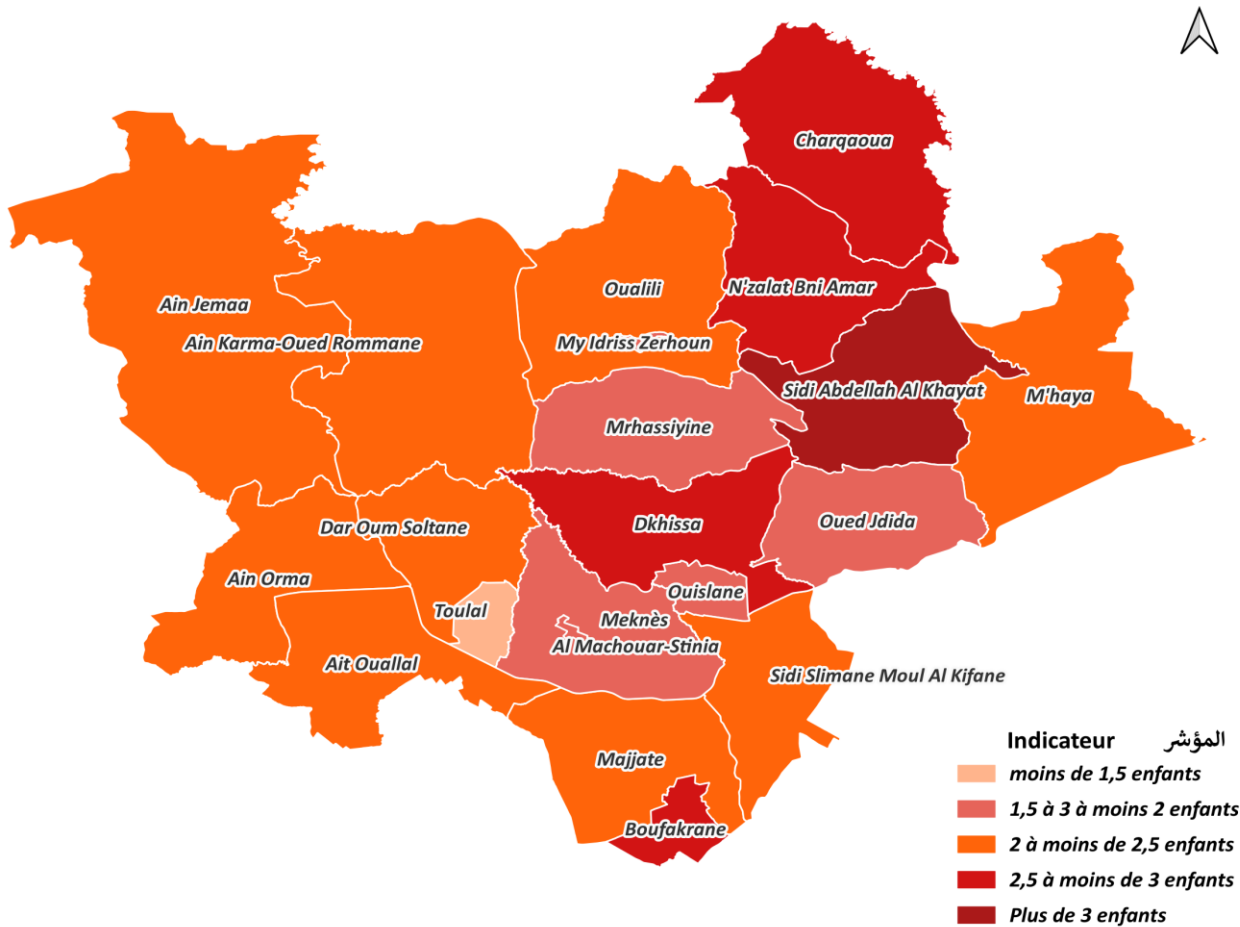 Charqaoua
Oualili
N'zalat Bni Amar
Ain Jemaa
Ain Karma-Oued Rommane
My Idriss Zerhoun
Sidi Abdellah Al Khayat
M'haya
Mrhassiyine
Dkhissa
Oued Jdida
Dar Oum Soltane
Ain Orma
Ouislane
Toulal
Meknès
Al Machouar-Stinia
Ait Ouallal
Sidi Slimane Moul Al Kifane
Majjate
Boufakrane
Indicateur المؤشر
moins de 1,5 enfants
1,5 à 3 à moins 2 enfants
2 à moins de 2,5 enfants
2,5 à moins de 3 enfants
Plus de 3 enfants